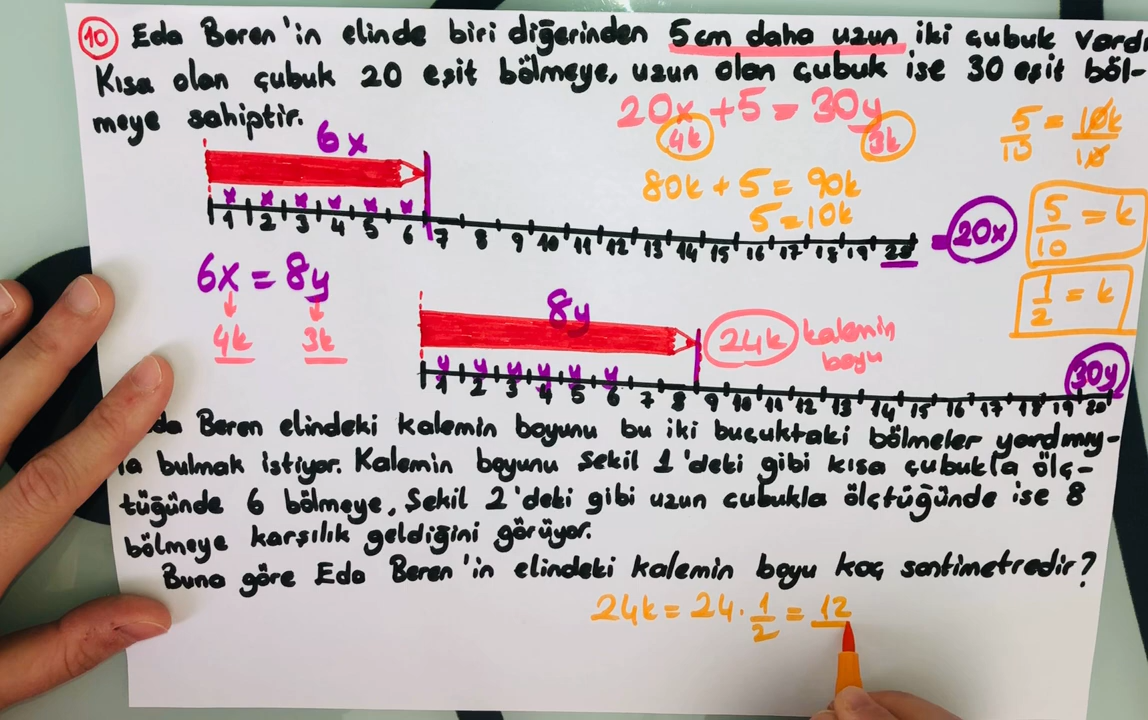 10 Eda Beren'in elinde biri diğerinden 5cm daha uzun iki çubuk vardı
Kısa olan çubuk 20 eşit bölmeye, uzun olan çubuk ise 30 eşit böl-
meye sahiptir.
20x + 5 = 30y
4k 3k
80k + 5 = 90k
5 = 10k
5/10 = 10k/10
5/10 = k
1/2 = k
6x
x x x x x x
1 2 3 4 5 6 7 8 9 10 11 12 13 14 15 16 17 18 19 20 = 20x
6x = 8y
4k 3k
8y
24k kalemin
boyu
y y y y y y
1 2 3 4 5 6 7 8 9 10 11 12 13 14 15 16 17 18 19 20
30y
da Beren elindeki kalemin boyunu bu iki buçuktaki bölmeler yardımıy-
la bulmak istiyor. Kalemin boyunu Şekil 1'deki gibi kısa çubukla ölç-
tüğünde 6 bölmeye, Şekil 2'deki gibi uzun çubukla ölçtüğünde ise 8
bölmeye karşılık geldiğini görüyor.
Buna göre Eda Beren'in elindeki kalemin boyu kaç santimetredir?
24k = 24 . 1/2 = 12